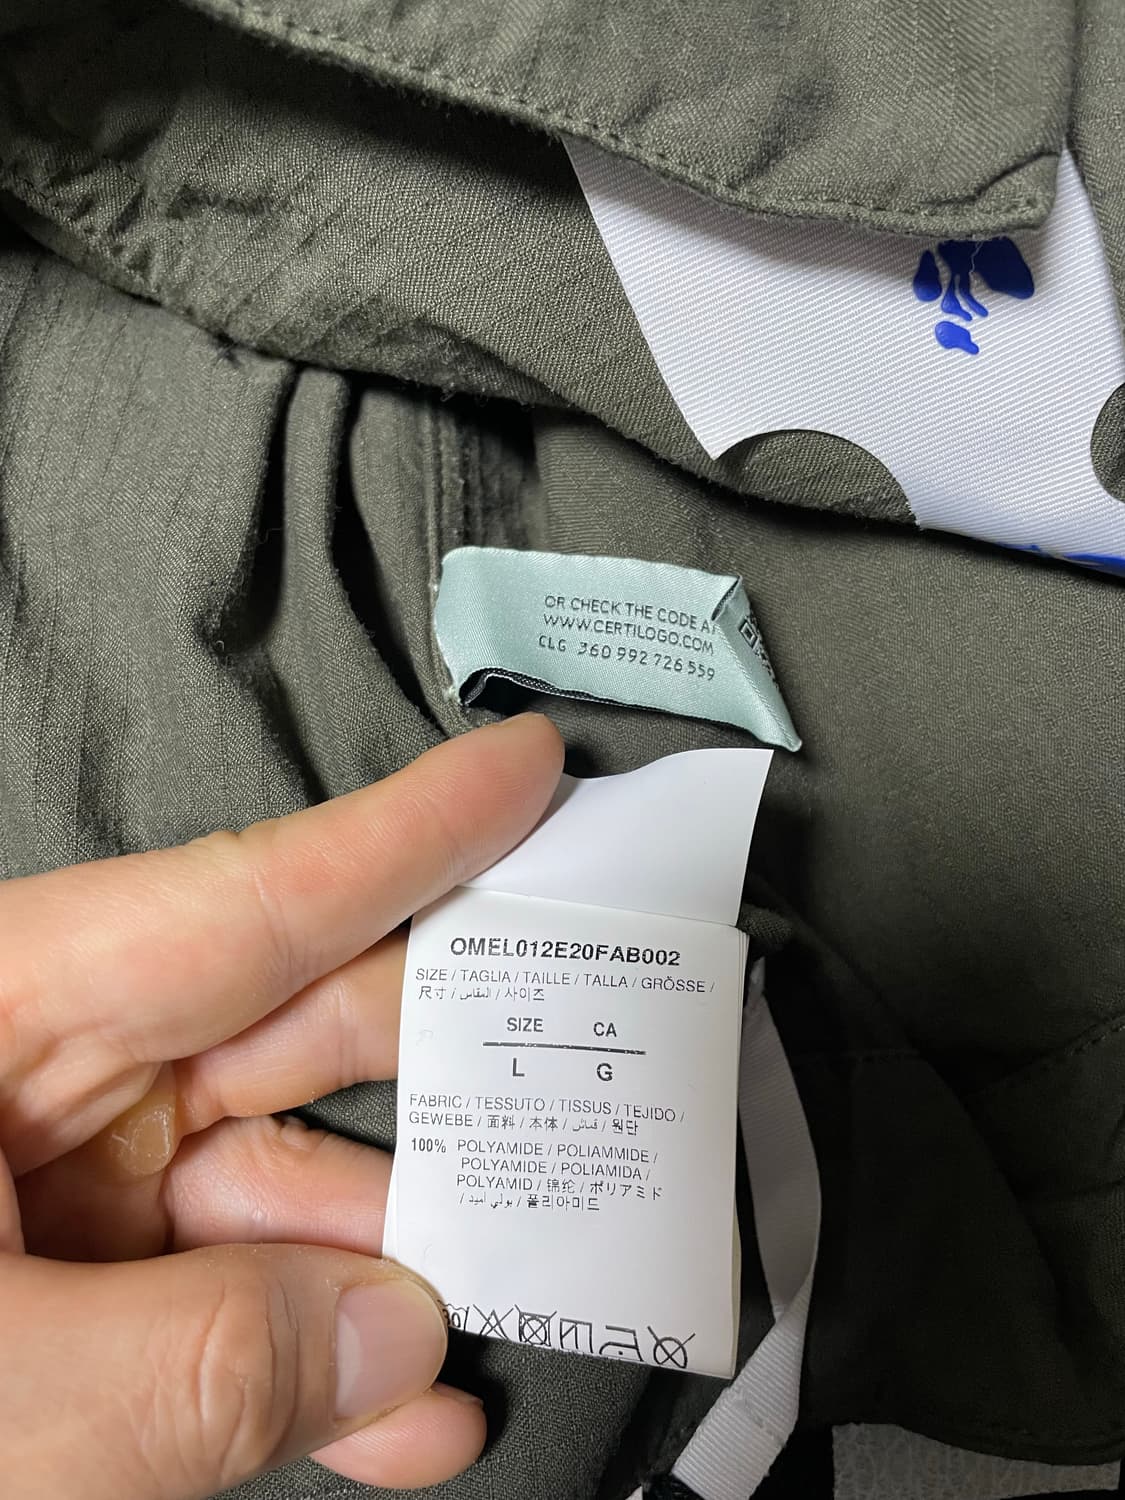 OR CHECK THE CODE AT
WWW.CERTILOGO.COM
CLG 360 992 726 559
OMEL012E20FAB002
SIZE / TAGLIA / TAILLE / TALLA / GRÖSSE /
尺寸 / المقاس / 사이즈
SIZE CA
L G
FABRIC / TESSUTO / TISSUS / TEJIDO /
GEWEBE / 面料 / 本体 / قماش / 원단
100% POLYAMIDE / POLIAMMIDE /
POLYAMIDE / POLIAMIDA /
POLYAMID / 锦纶 / ポリアミド
/ بولي أميد / 폴리아미드
30